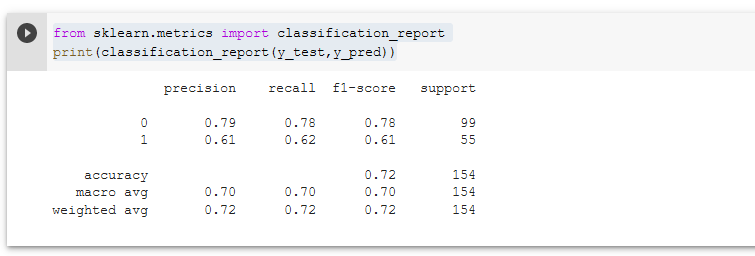 from sklearn.metrics import classification_report
print(classification_report(y_test,y_pred))
precision recall f1-score support
0 0.79 0.78 0.78 99
1 0.61 0.62 0.61 55
accuracy 0.72 154
macro avg 0.70 0.70 0.70 154
weighted avg 0.72 0.72 0.72 154